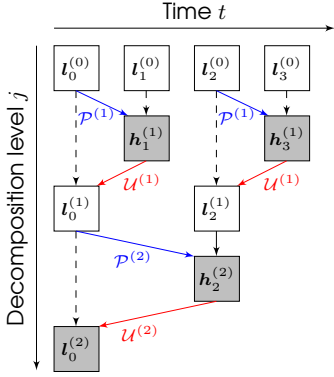 Time t
Decomposition level j
l_0^{(0)} l_1^{(0)} l_2^{(0)} l_3^{(0)}
𝒫^{(1)} 𝒫^{(1)}
h_1^{(1)} h_3^{(1)}
𝒰^{(1)} 𝒰^{(1)}
l_0^{(1)} l_2^{(1)}
𝒫^{(2)}
h_2^{(2)}
𝒰^{(2)}
l_0^{(2)}